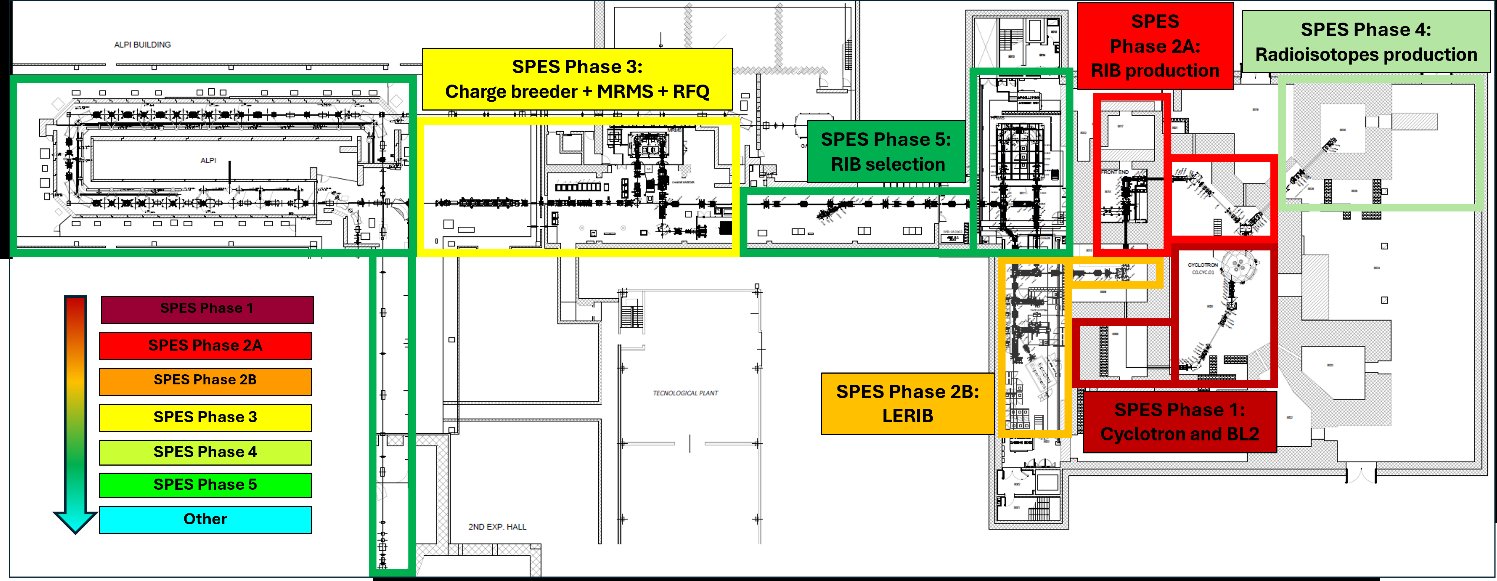 ALPI BUILDING
SPES Phase 3:
Charge breeder + MRMS + RFQ
SPES
Phase 2A:
RIB production
SPES Phase 4:
Radioisotopes production
SPES Phase 5:
RIB selection
ALPI
FRONT END
CYCLOTRON
SPES Phase 1
SPES Phase 2A
SPES Phase 2B
SPES Phase 3
SPES Phase 4
SPES Phase 5
Other
TECNOLOGICAL PLANT
SPES Phase 2B:
LERIB
SPES Phase 1:
Cyclotron and BL2
2ND EXP. HALL